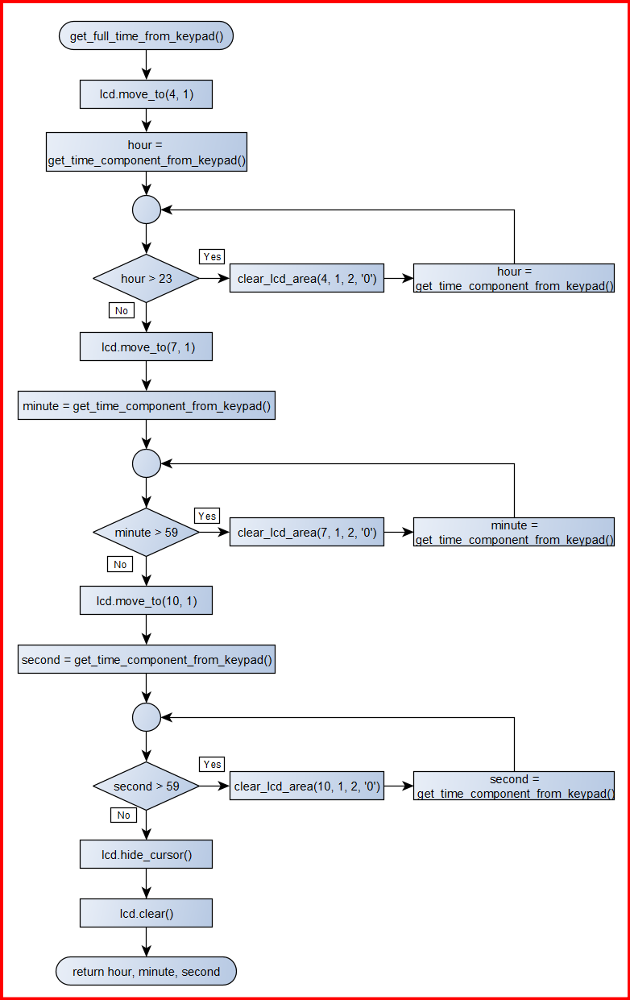 get_full_time_from_keypad()
lcd.move_to(4, 1)
hour =
get_time_component_from_keypad()
hour > 23
Yes
clear_lcd_area(4, 1, 2, '0')
hour =
get_time_component_from_keypad()
No
lcd.move_to(7, 1)
minute = get_time_component_from_keypad()
minute > 59
Yes
clear_lcd_area(7, 1, 2, '0')
minute =
get_time_component_from_keypad()
No
lcd.move_to(10, 1)
second = get_time_component_from_keypad()
second > 59
Yes
clear_lcd_area(10, 1, 2, '0')
second =
get_time_component_from_keypad()
No
lcd.hide_cursor()
lcd.clear()
return hour, minute, second